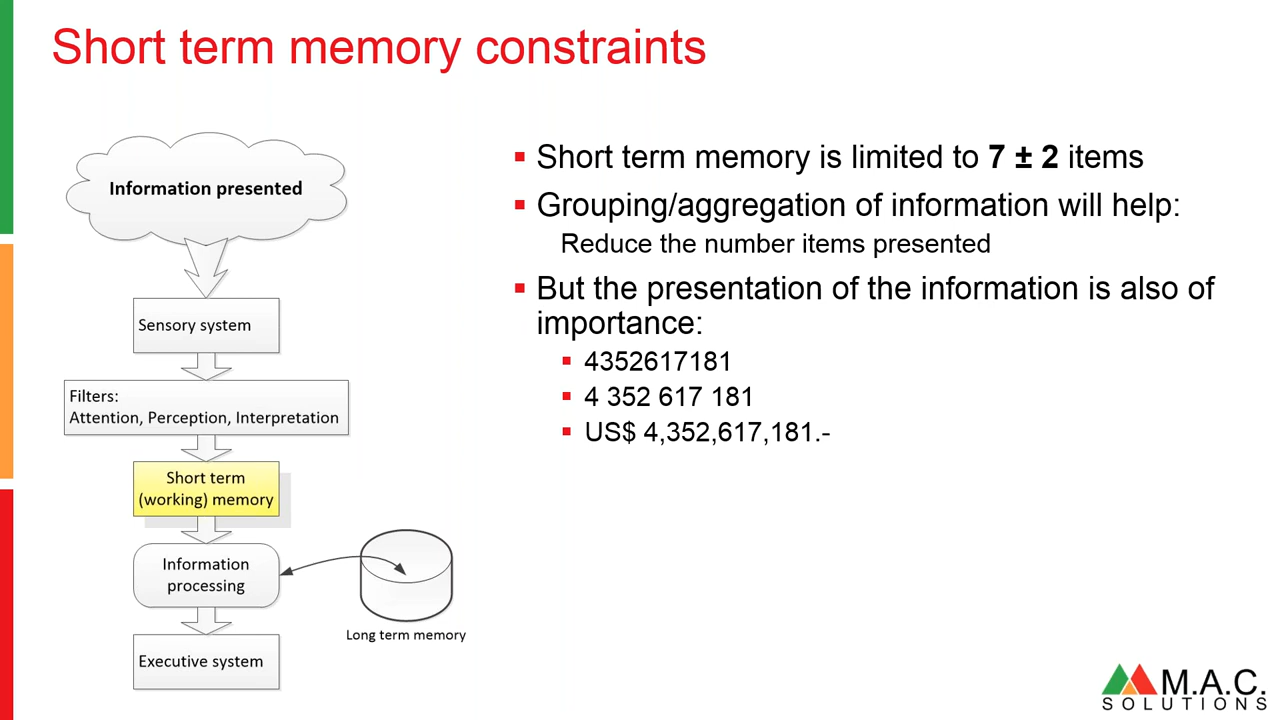 Short term memory constraints
Information presented
Sensory system
Filters:
Attention, Perception, Interpretation
Short term
(working) memory
Information
processing
Long term memory
Executive system
Short term memory is limited to 7 ± 2 items
Grouping/aggregation of information will help:
Reduce the number items presented
But the presentation of the information is also of
importance:
4352617181
4 352 617 181
US$ 4,352,617,181.-
M.A.C.
SOLUTIONS